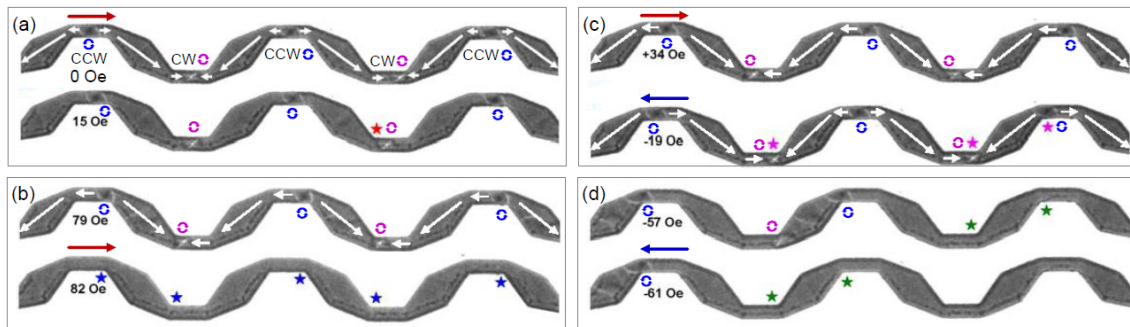 (a)
CCW CW CCW CW CCW
0 Oe
15 Oe
(b)
79 Oe
82 Oe
(c)
+34 Oe
-19 Oe
(d)
-57 Oe
-61 Oe